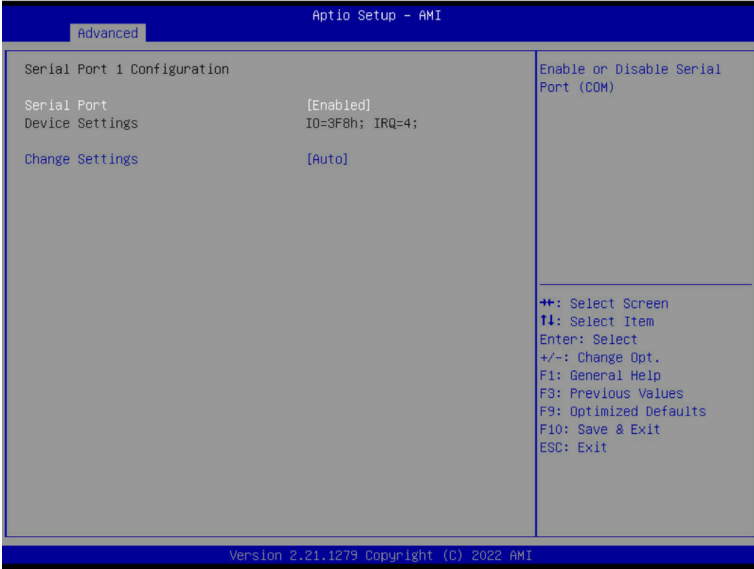 Aptio Setup - AMI
Advanced
Serial Port 1 Configuration
Serial Port [Enabled]
Device Settings IO=3F8h; IRQ=4;
Change Settings [Auto]
Enable or Disable Serial
Port (COM)
→←: Select Screen
↑↓: Select Item
Enter: Select
+/-: Change Opt.
F1: General Help
F3: Previous Values
F9: Optimized Defaults
F10: Save & Exit
ESC: Exit
Version 2.21.1279 Copyright (C) 2022 AMI